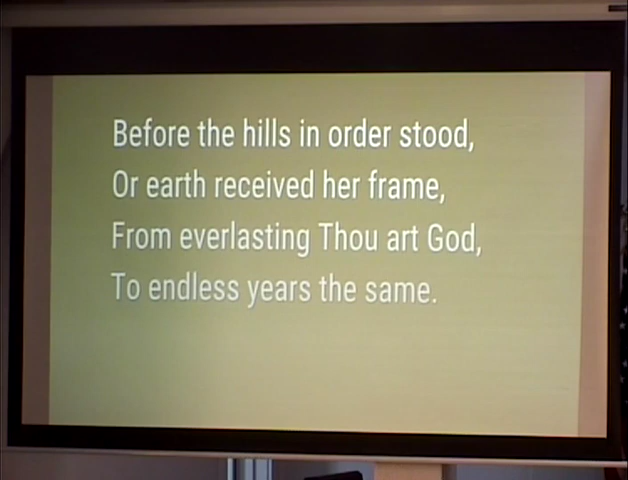 Before the hills in order stood,
Or earth received her frame,
From everlasting Thou art God,
To endless years the same.